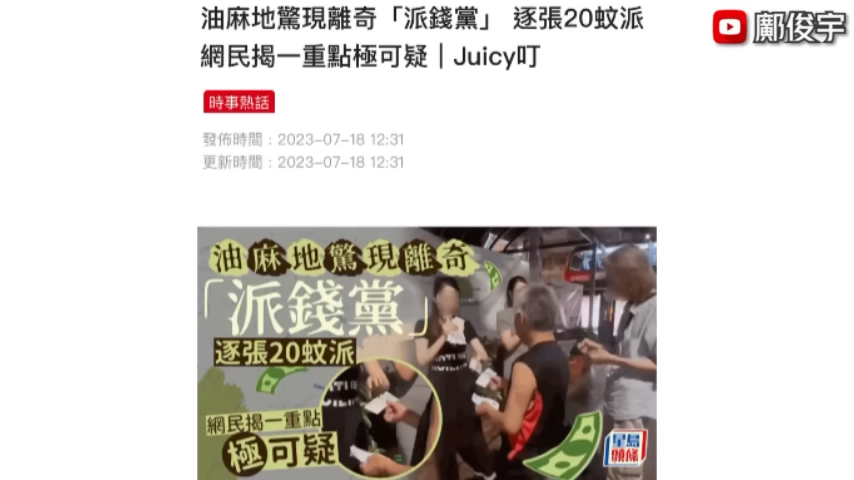 油麻地驚現離奇「派錢黨」 逐張20蚊派
網民揭一重點極可疑｜Juicy叮
鄺俊宇
時事熱話
發佈時間：2023-07-18 12:31
更新時間：2023-07-18 12:31
油麻地驚現離奇
「派錢黨」
逐張20蚊派
網民揭一重點
極可疑
星島
頭條